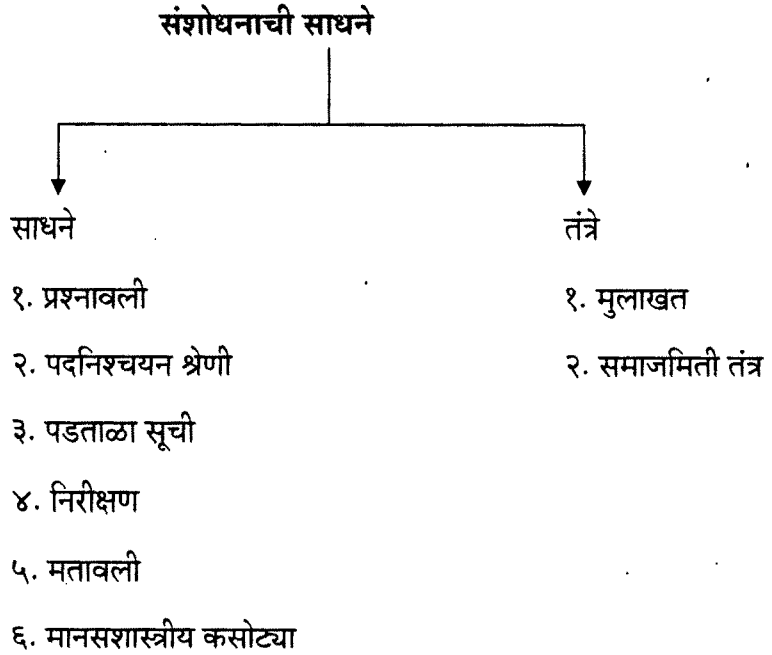 संशोधनाची साधने
साधने
तंत्रे
१. प्रश्नावली
१. मुलाखत
२. पदनिश्चयन श्रेणी
२. समाजमिती तंत्र
३. पडताळा सूची
४. निरीक्षण
५. मतावली
६. मानसशास्त्रीय कसोट्या